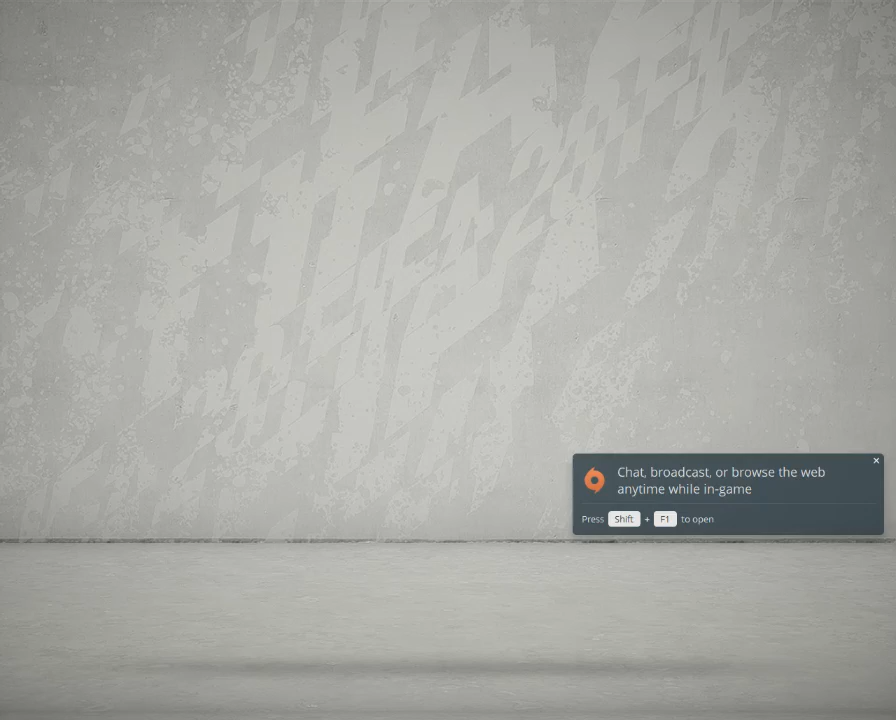 Chat, broadcast, or browse the web
anytime while in-game
Press Shift + F1 to open